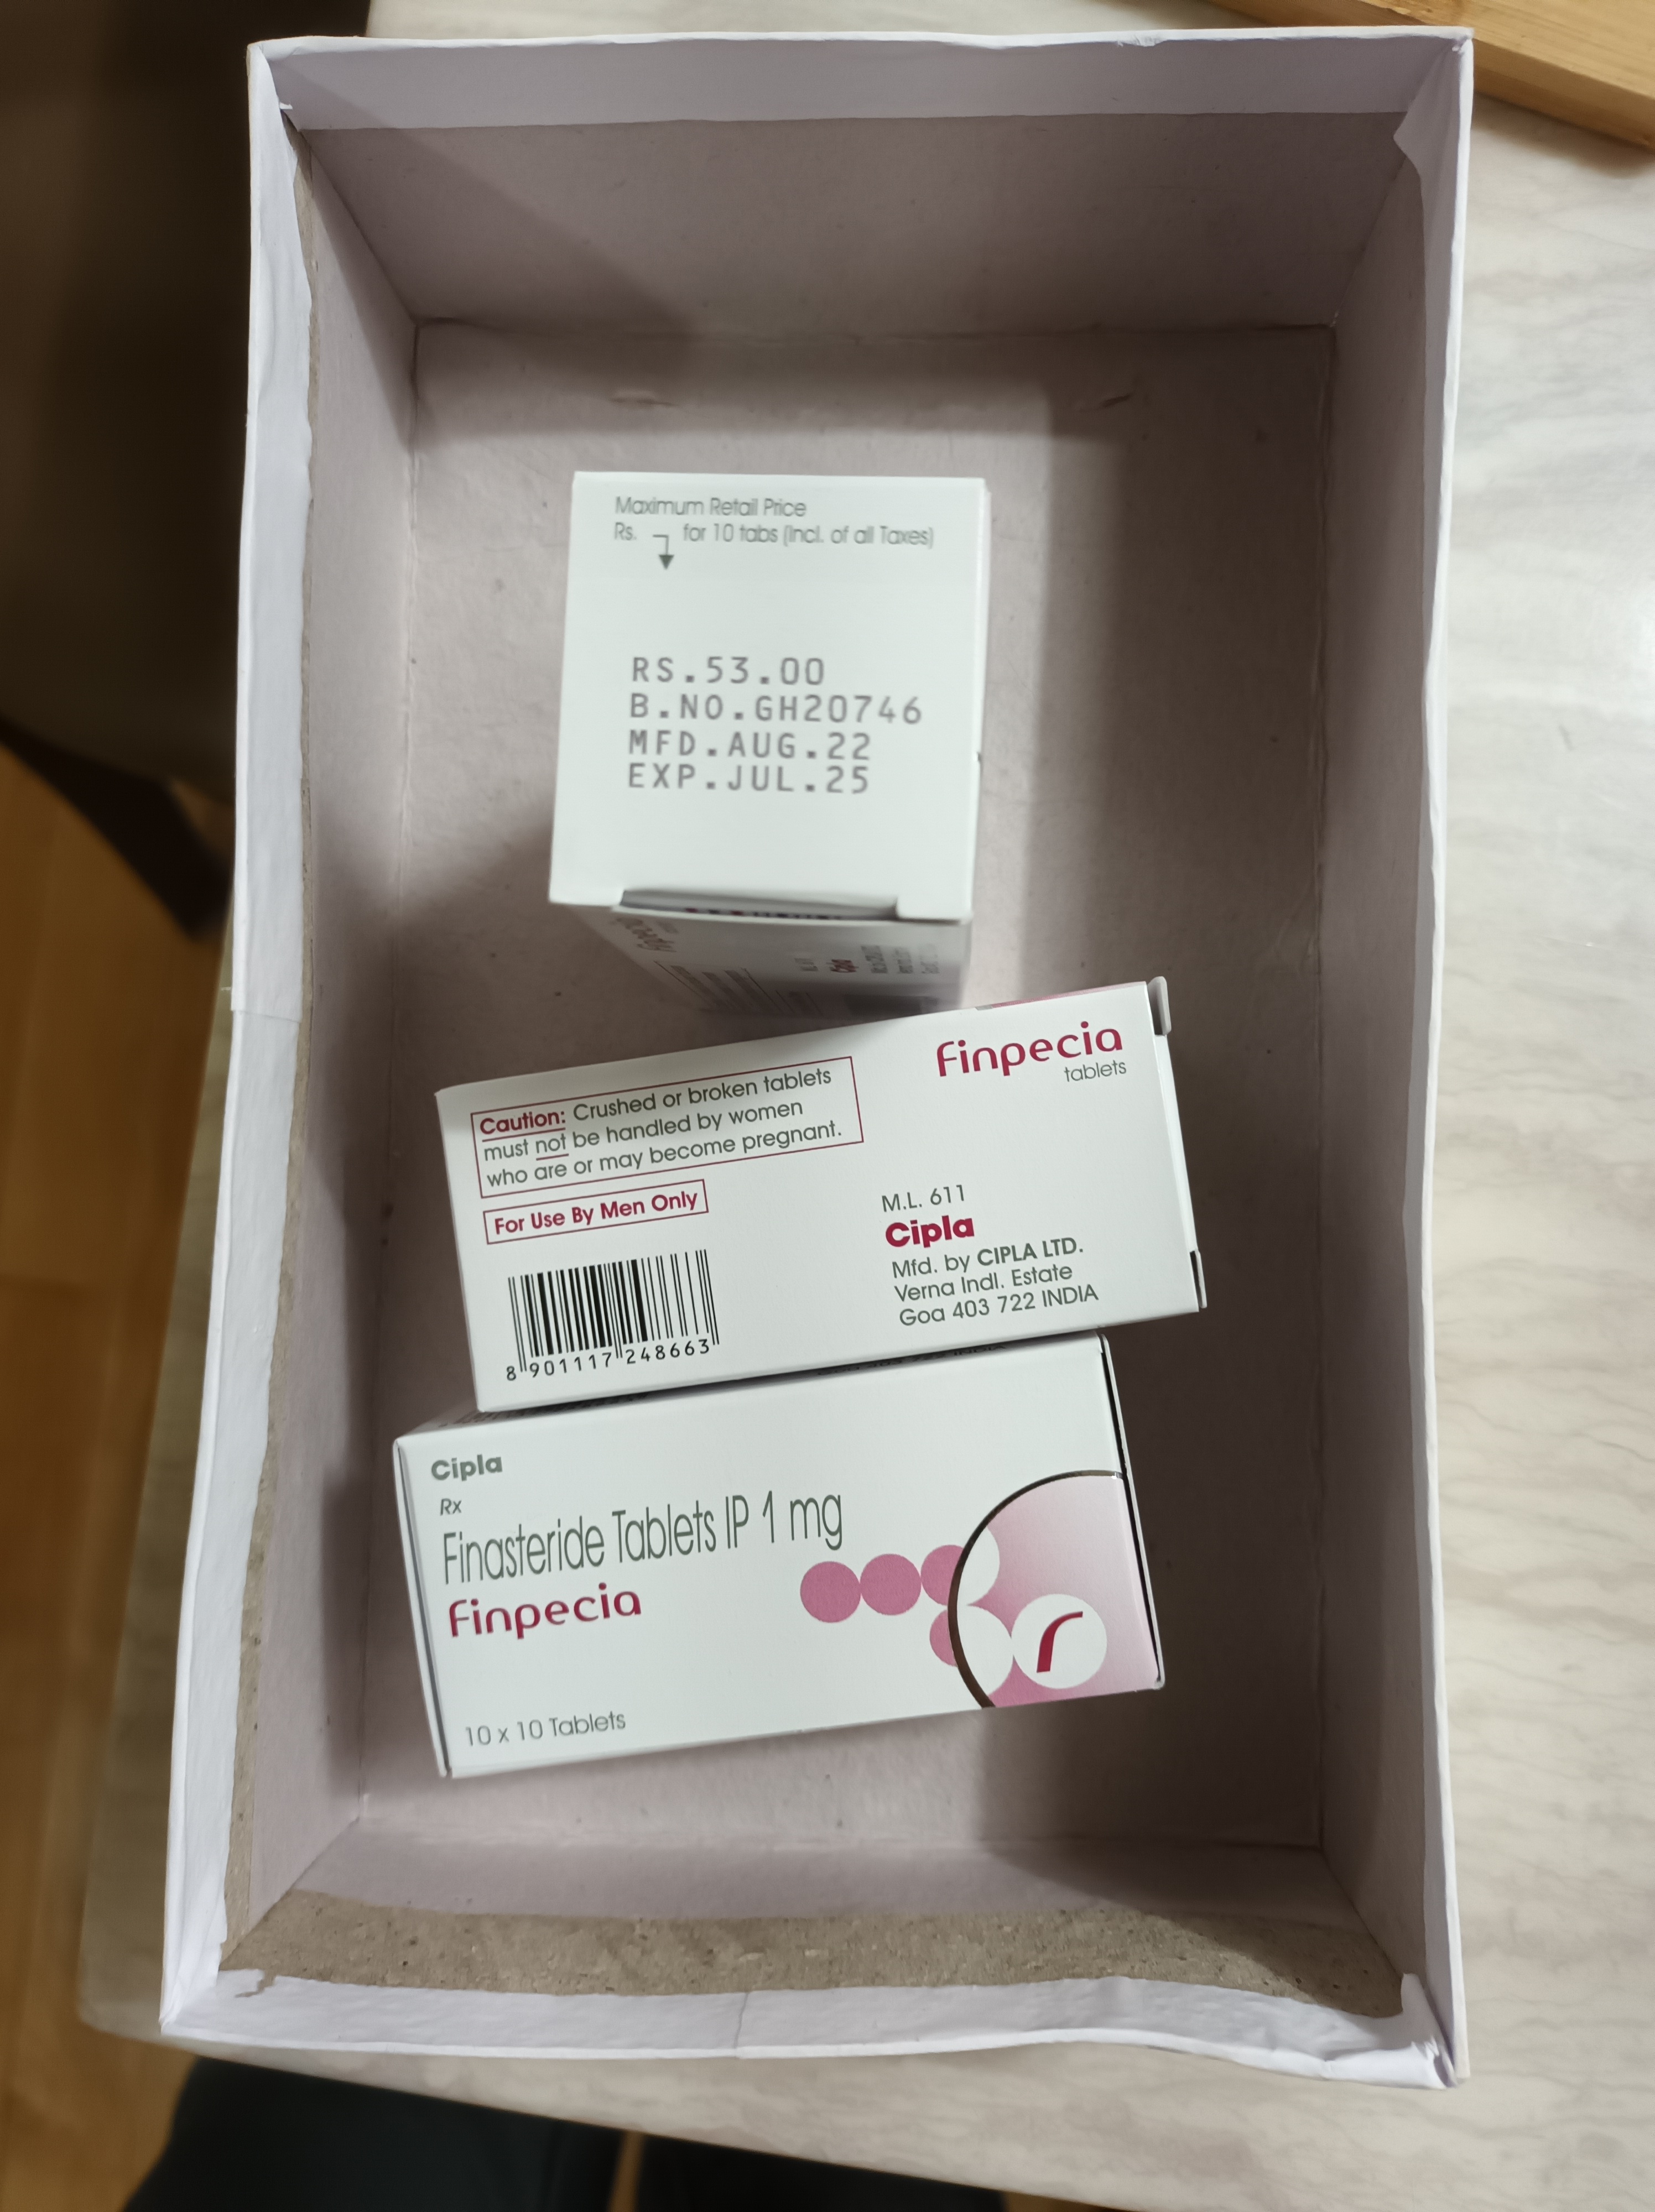 Maximum Retail Price
Rs. for 10 tabs (Incl. of all Taxes)
RS.53.00
B.NO.GH20746
MFD.AUG.22
EXP.JUL.25
Finpecia
Cipla
Finpecia
tablets
Caution: Crushed or broken tablets
must not be handled by women
who are or may become pregnant.
For Use By Men Only
8 901117 248663
M.L. 611
Cipla
Mfd. by CIPLA LTD.
Verna Indl. Estate
Goa 403 722 INDIA
Cipla
Rx
Finasteride Tablets IP 1 mg
Finpecia
10 x 10 Tablets